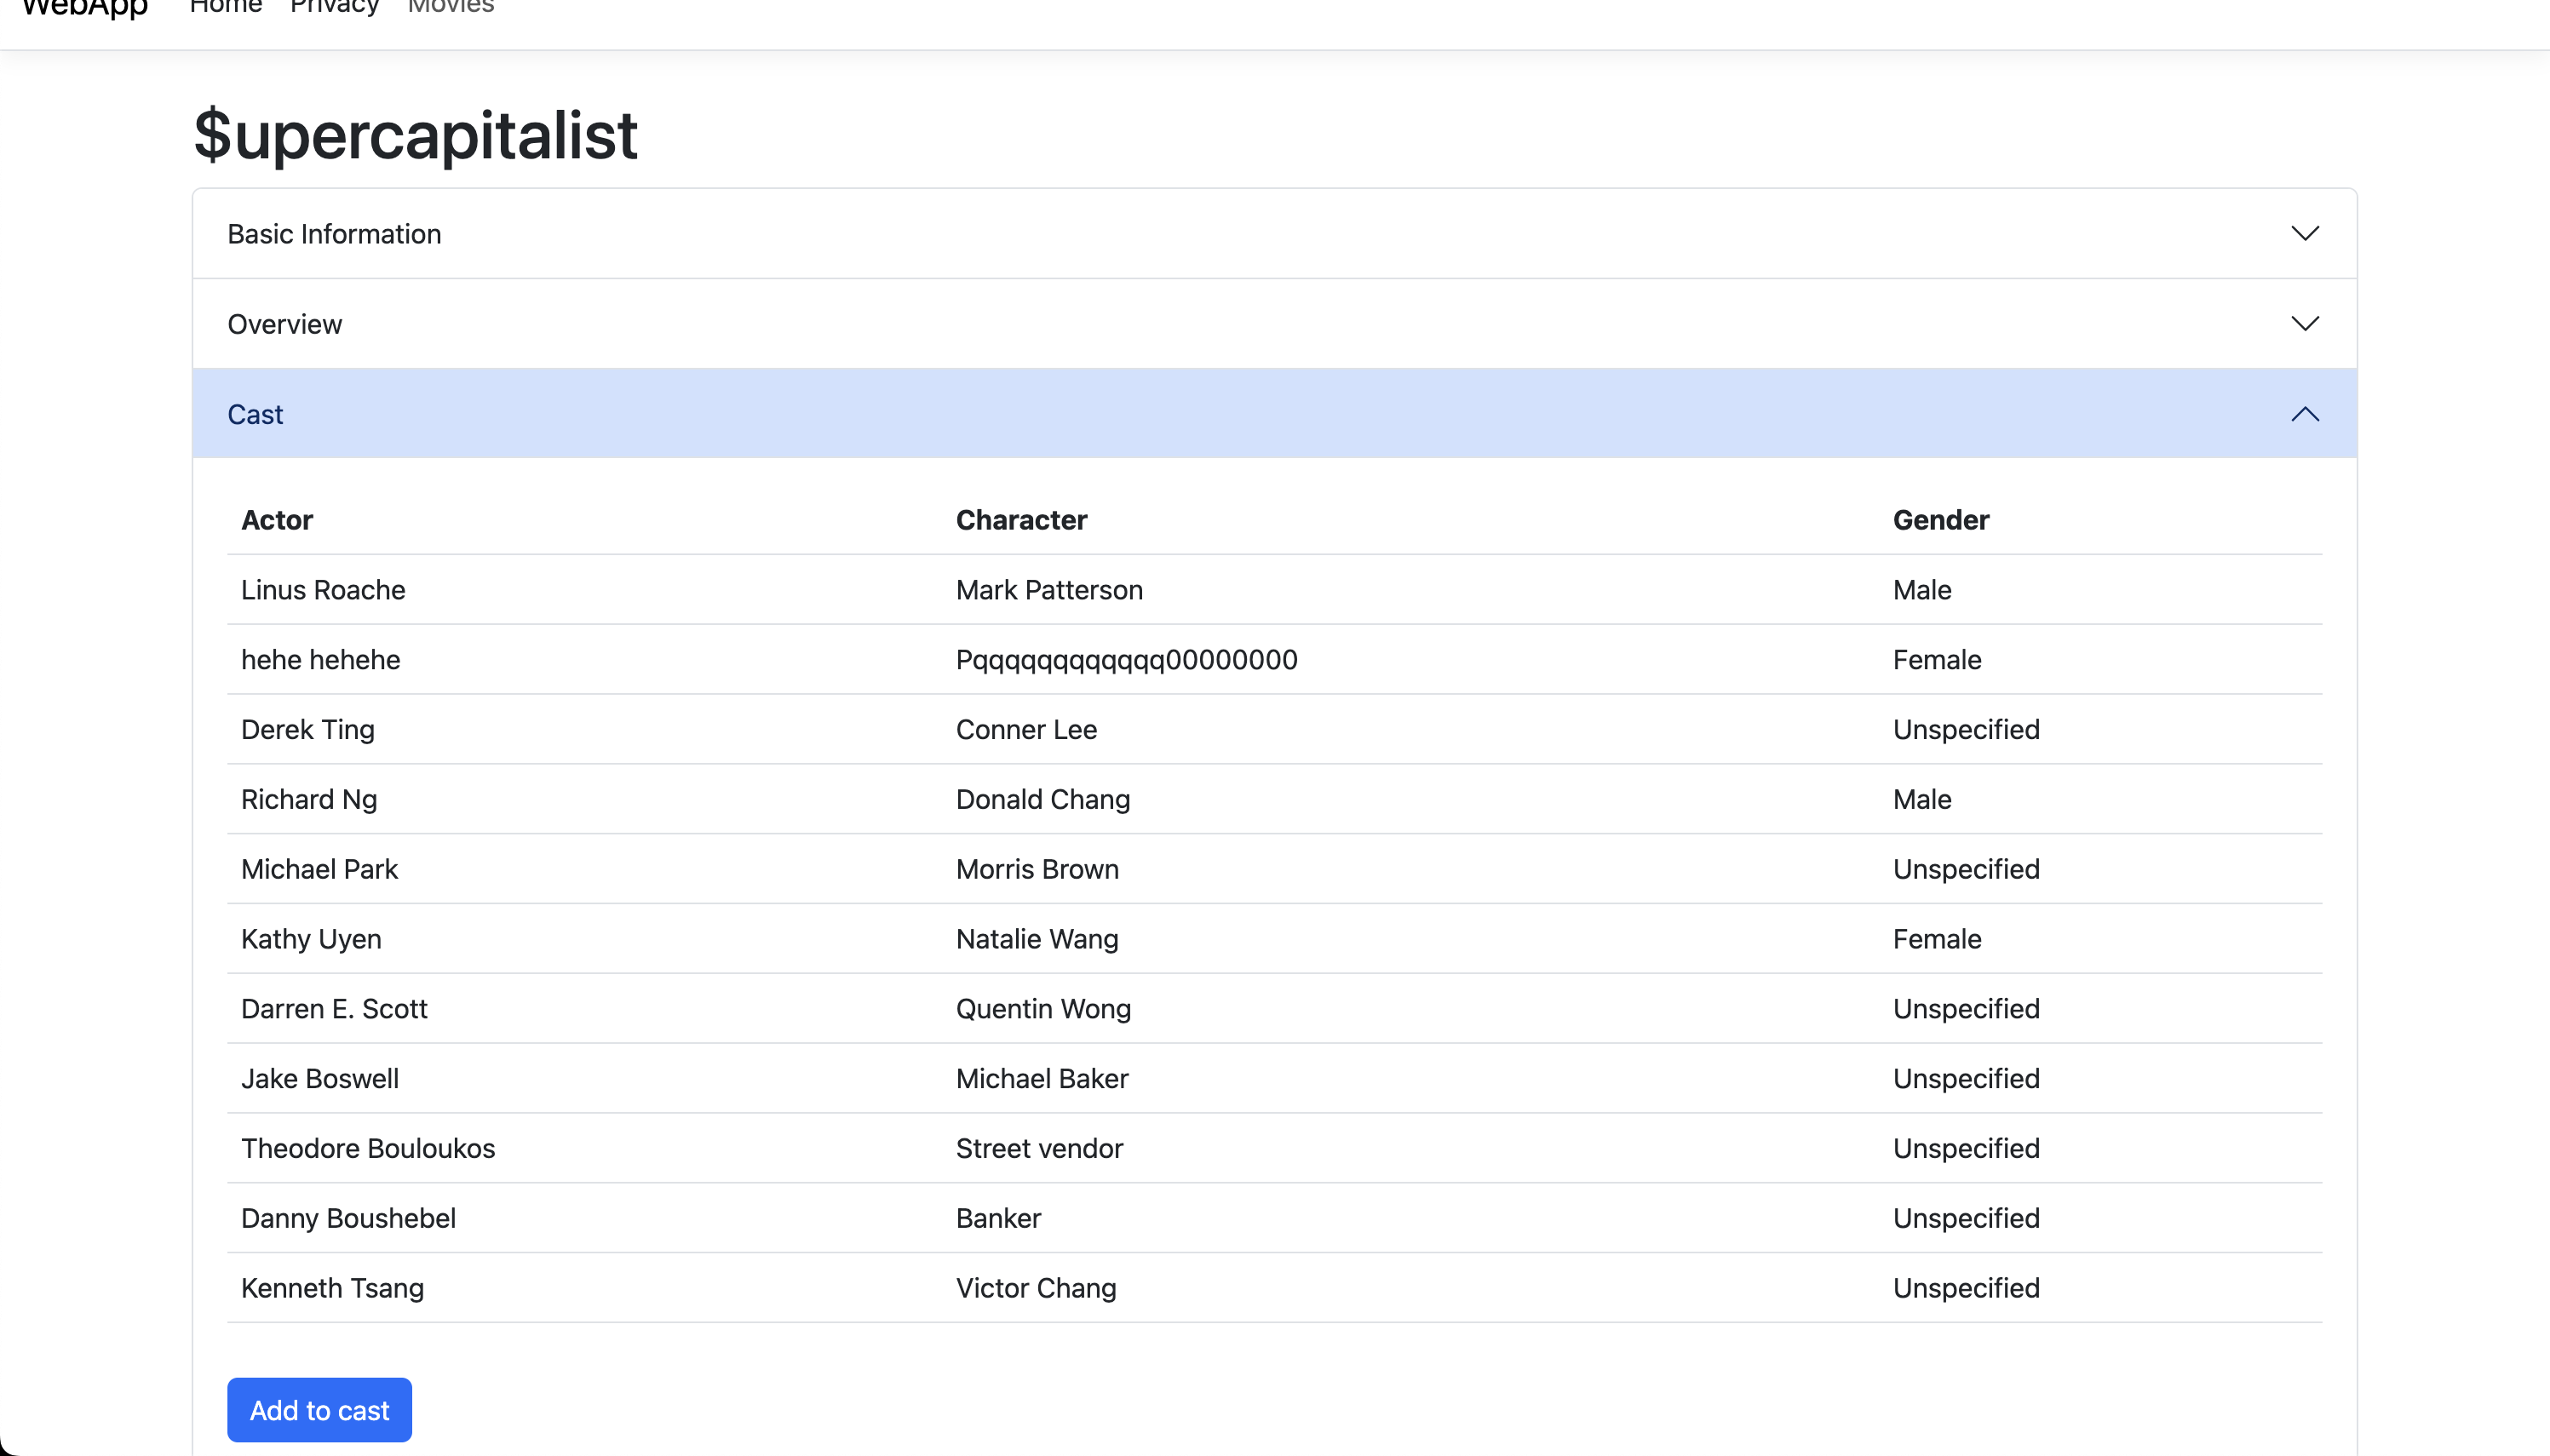 WebApp Home Privacy Movies
$upercapitalist
Basic Information
Overview
Cast
Actor Character Gender
Linus Roache Mark Patterson Male
hehe hehehe Pqqqqqqqqqqqq00000000 Female
Derek Ting Conner Lee Unspecified
Richard Ng Donald Chang Male
Michael Park Morris Brown Unspecified
Kathy Uyen Natalie Wang Female
Darren E. Scott Quentin Wong Unspecified
Jake Boswell Michael Baker Unspecified
Theodore Bouloukos Street vendor Unspecified
Danny Boushebel Banker Unspecified
Kenneth Tsang Victor Chang Unspecified
Add to cast